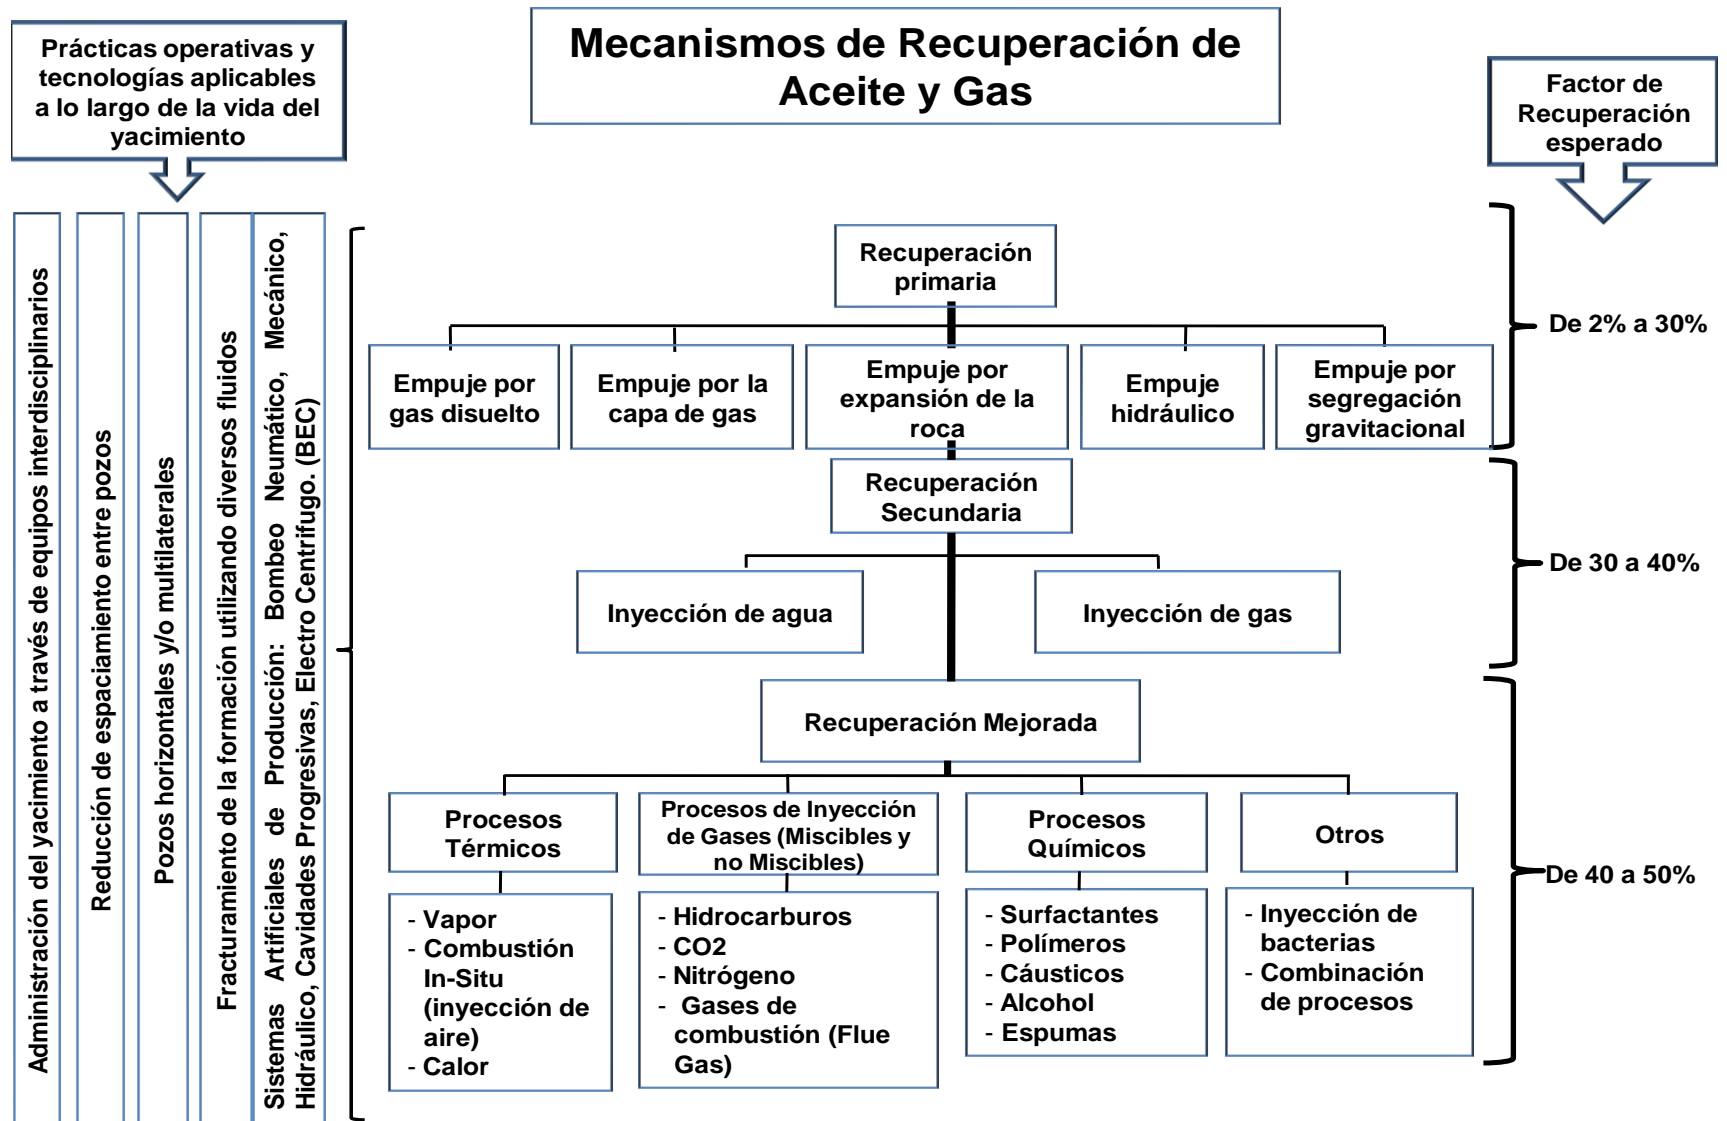 Mecanismos de Recuperación de
Aceite y Gas
Prácticas operativas y
tecnologías aplicables
a lo largo de la vida del
yacimiento
Factor de
Recuperación
esperado
Administración del yacimiento a través de equipos interdisciplinarios
Reducción de espaciamiento entre pozos
Pozos horizontales y/o multilaterales
Fracturamiento de la formación utilizando diversos fluidos
Sistemas Artificiales de Producción: Bombeo Neumático, Mecánico,
Hidráulico, Cavidades Progresivas, Electro Centrífugo. (BEC)
Recuperación
primaria
De 2% a 30%
Empuje por
gas disuelto
Empuje por la
capa de gas
Empuje por
expansión de la
roca
Empuje
hidráulico
Empuje por
segregación
gravitacional
Recuperación
Secundaria
De 30 a 40%
Inyección de agua
Inyección de gas
Recuperación Mejorada
De 40 a 50%
Procesos
Térmicos
Procesos de Inyección
de Gases (Miscibles y
no Miscibles)
Procesos
Químicos
Otros
- Vapor
- Combustión
In-Situ
(inyección de
aire)
- Calor
- Hidrocarburos
- CO2
- Nitrógeno
- Gases de
combustión (Flue
Gas)
- Surfactantes
- Polímeros
- Cáusticos
- Alcohol
- Espumas
- Inyección de
bacterias
- Combinación
de procesos